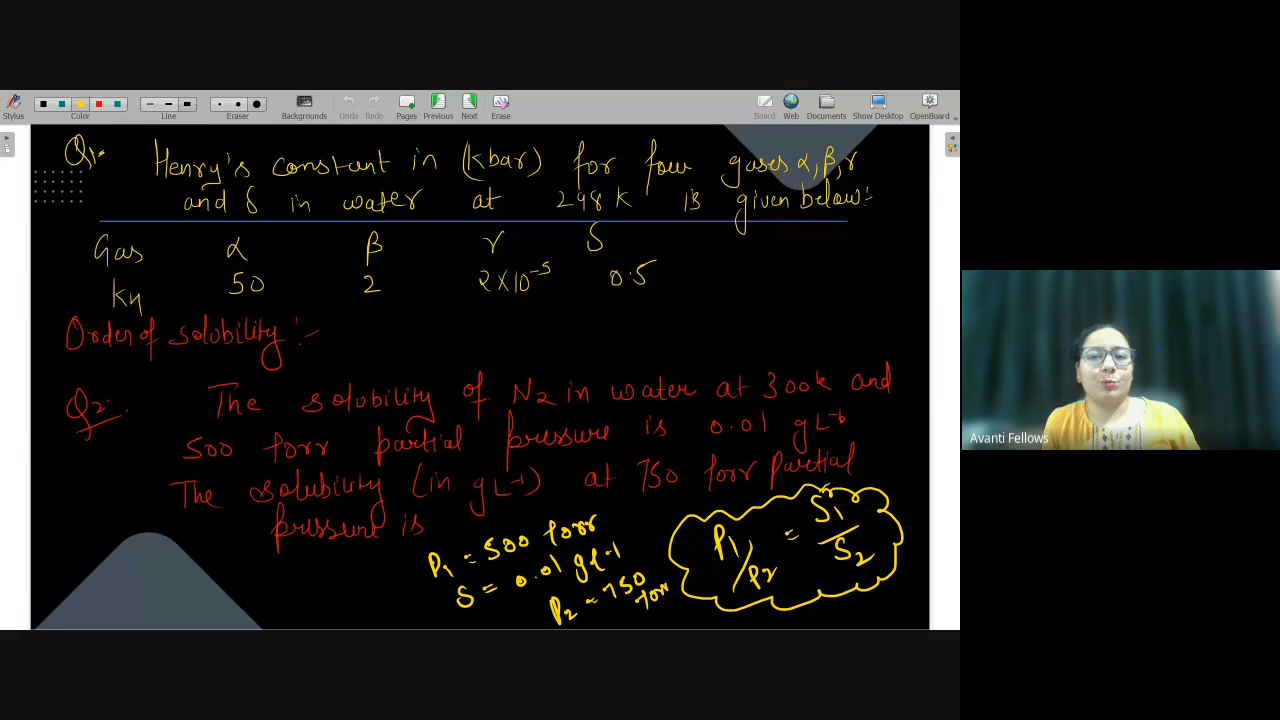 Stylus
Color
Line
Eraser
Backgrounds
Undo
Redo
Pages
Previous
Next
Erase
Board
Web
Documents
Show Desktop
OpenBoard
Q1.
Henry's constant in (kbar) for four gases α, β, r
and δ in water at 298 K is given below:-
Gas α β γ δ
KH 50 2 2×10⁻⁵ 0.5
Order of solubility :-
Q2. The solubility of N2 in water at 300k and
500 torr partial pressure is 0.01 g L⁻¹
The solubility (in g L⁻¹) at 750 torr partial
pressure is
P1 = 500 torr
S = 0.01 gL⁻¹
P2 = 750 torr
P1/P2 = S1/S2
Avanti Fellows